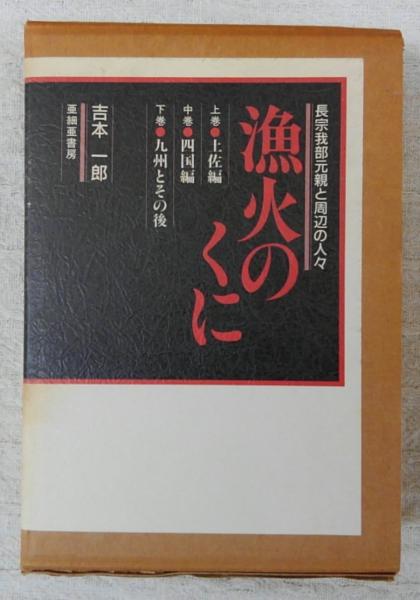 長宗我部元親と周辺の人々
漁火の
くに
上巻●土佐編
中巻●四国編
下巻●九州とその後
吉本一郎
亜細亜書房